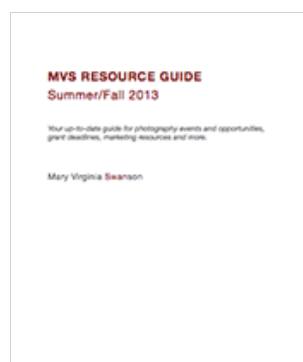 MVS RESOURCE GUIDE
Summer/Fall 2013
Your up-to-date guide for photography events and opportunities,
grant deadlines, marketing resources and more.
Mary Virginia Swanson